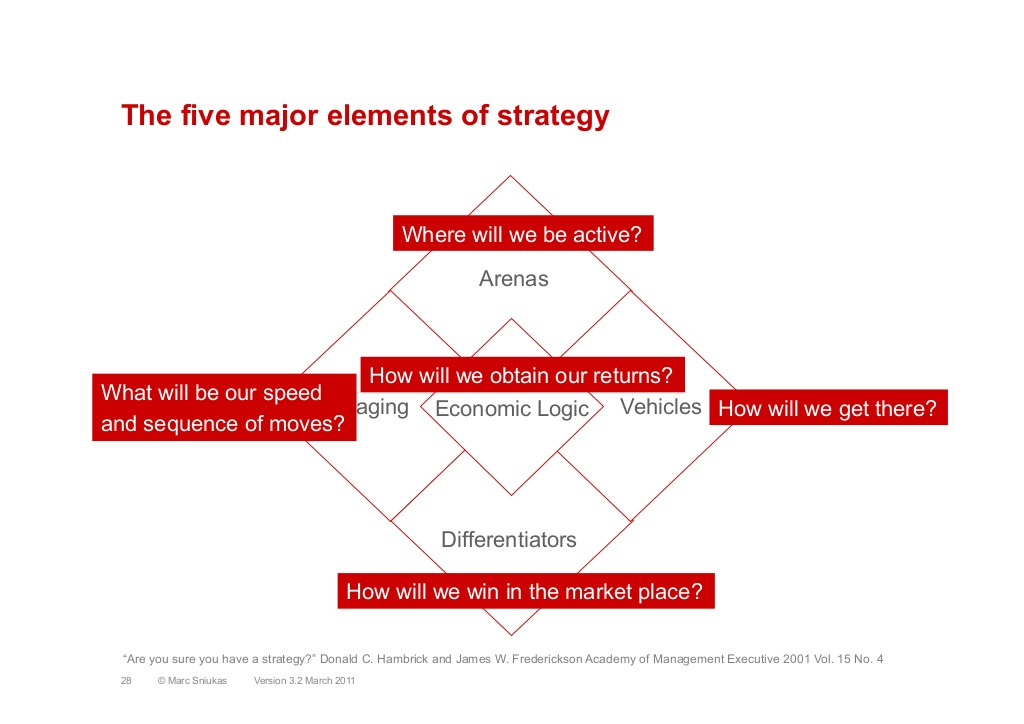 The five major elements of strategy
Where will we be active?
Arenas
How will we obtain our returns?
What will be our speed
and sequence of moves?
aging
Economic Logic
Vehicles
How will we get there?
Differentiators
How will we win in the market place?
“Are you sure you have a strategy?” Donald C. Hambrick and James W. Frederickson Academy of Management Executive 2001 Vol. 15 No. 4
28 © Marc Sniukas Version 3.2 March 2011